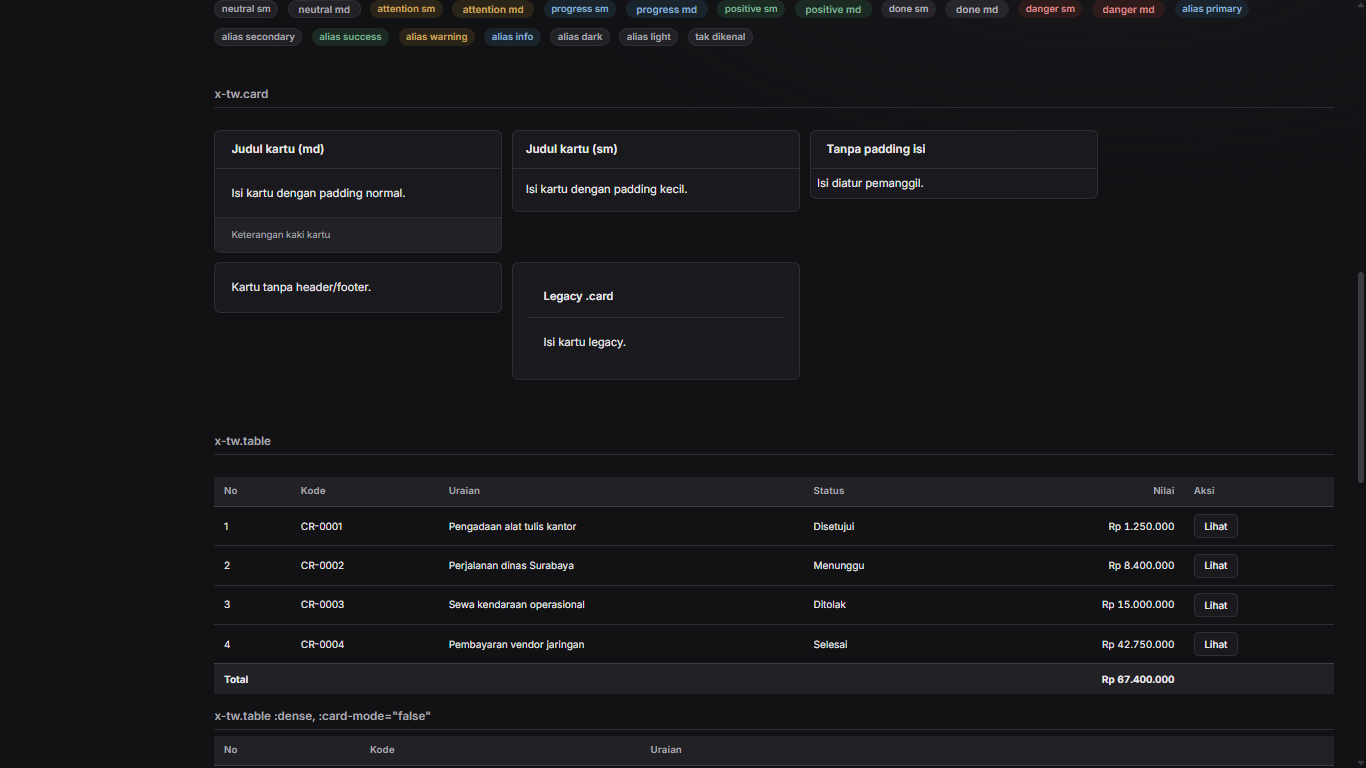 neutral sm neutral md attention sm attention md progress sm progress md positive sm positive md done sm done md danger sm danger md alias primary
alias secondary alias success alias warning alias info alias dark alias light tak dikenal
x-tw.card
Judul kartu (md)
Isi kartu dengan padding normal.
Keterangan kaki kartu
Judul kartu (sm)
Isi kartu dengan padding kecil.
Tanpa padding isi
Isi diatur pemanggil.
Kartu tanpa header/footer.
Legacy .card
Isi kartu legacy.
x-tw.table
No Kode Uraian Status Nilai Aksi
1 CR-0001 Pengadaan alat tulis kantor Disetujui Rp 1.250.000 Lihat
2 CR-0002 Perjalanan dinas Surabaya Menunggu Rp 8.400.000 Lihat
3 CR-0003 Sewa kendaraan operasional Ditolak Rp 15.000.000 Lihat
4 CR-0004 Pembayaran vendor jaringan Selesai Rp 42.750.000 Lihat
Total Rp 67.400.000
x-tw.table :dense, :card-mode="false"
No Kode Uraian